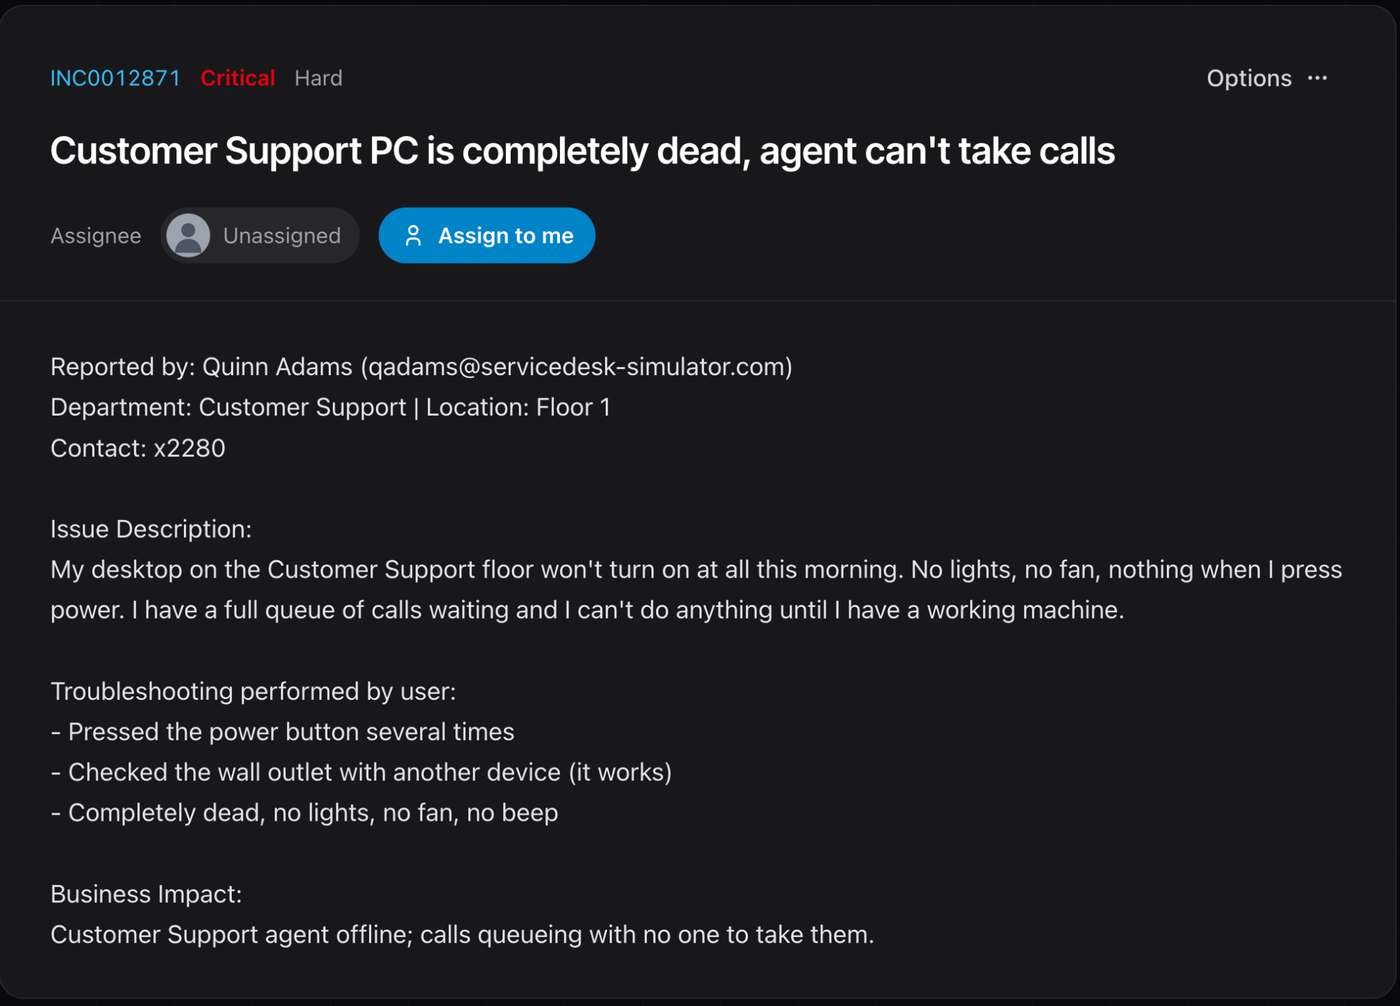 INC0012871 Critical Hard Options ···
Customer Support PC is completely dead, agent can't take calls
Assignee Unassigned Assign to me
Reported by: Quinn Adams (qadams@servicedesk-simulator.com)
Department: Customer Support | Location: Floor 1
Contact: x2280
Issue Description:
My desktop on the Customer Support floor won't turn on at all this morning. No lights, no fan, nothing when I press
power. I have a full queue of calls waiting and I can't do anything until I have a working machine.
Troubleshooting performed by user:
- Pressed the power button several times
- Checked the wall outlet with another device (it works)
- Completely dead, no lights, no fan, no beep
Business Impact:
Customer Support agent offline; calls queueing with no one to take them.